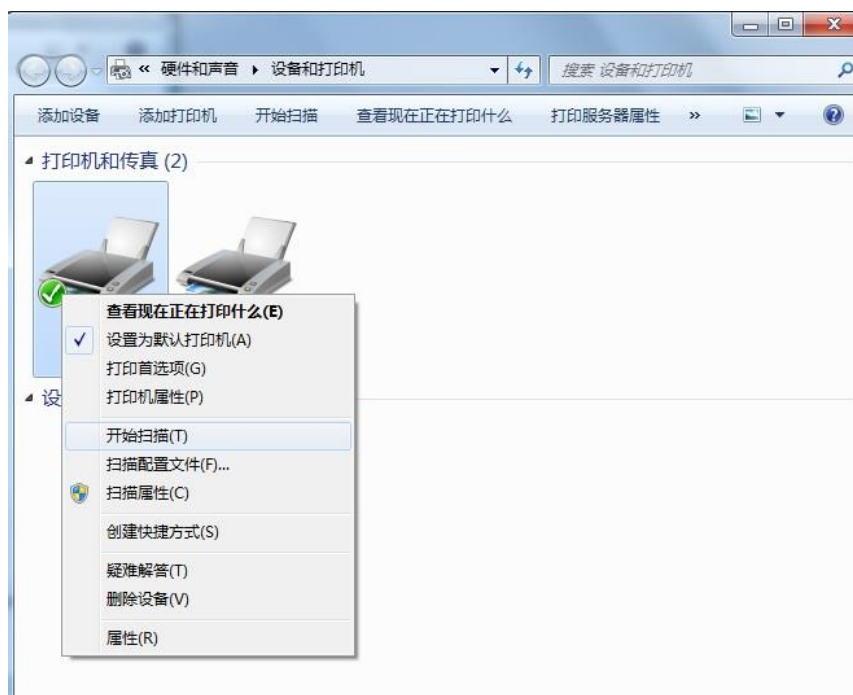 « 硬件和声音 ▸ 设备和打印机
搜索 设备和打印机
添加设备 添加打印机 开始扫描 查看现在正在打印什么 打印服务器属性 »
打印机和传真 (2)
查看现在正在打印什么(E)
设置为默认打印机(A)
打印首选项(G)
打印机属性(P)
设
开始扫描(T)
扫描配置文件(F)...
扫描属性(C)
创建快捷方式(S)
疑难解答(T)
删除设备(V)
属性(R)